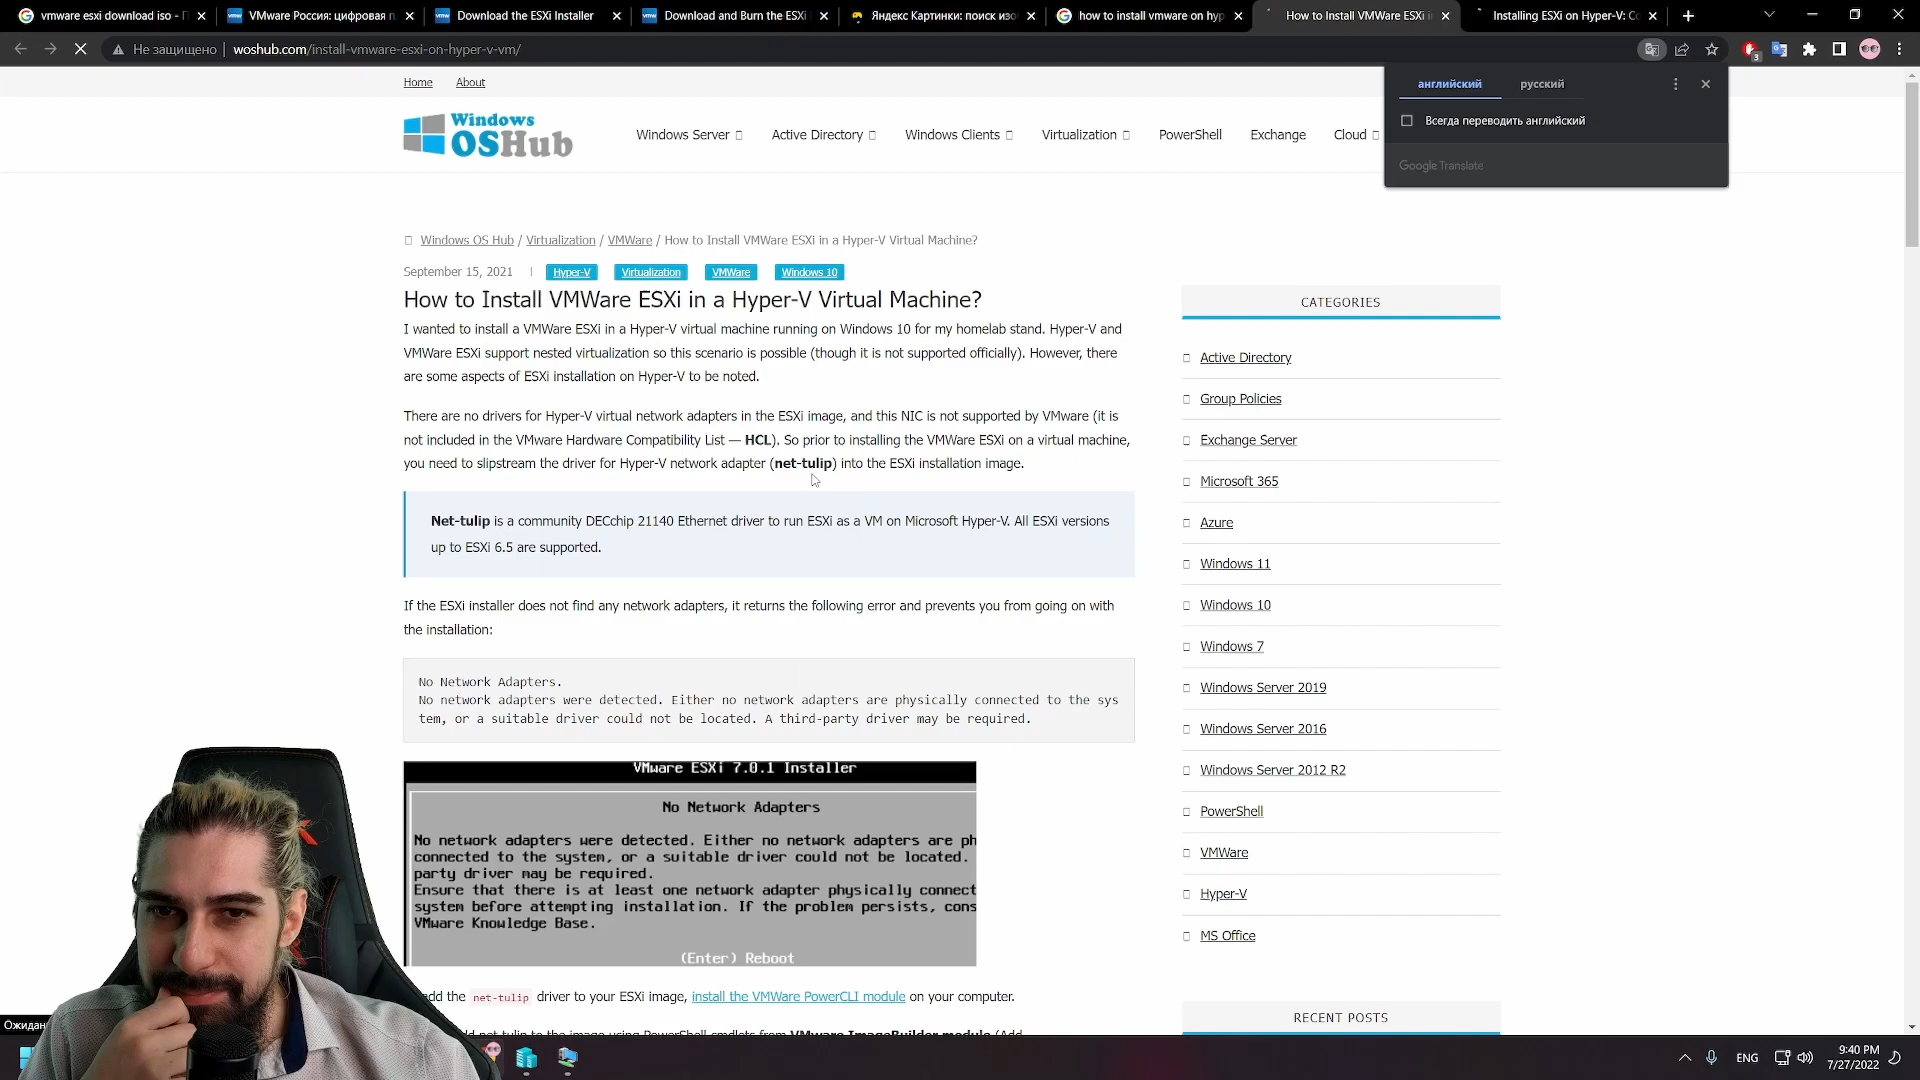 vmware esxi download iso - П
VMware Россия: цифровая п
Download the ESXi Installer
Download and Burn the ESXi
Яндекс Картинки: поиск изо
how to install vmware on hyp
How to Install VMWare ESXi i
Installing ESXi on Hyper-V: Co
Не защищено
woshub.com/install-vmware-esxi-on-hyper-v-vm/
3
английский
русский
Всегда переводить английский
Google Translate
Home
About
Windows
OSHub
Windows Server
Active Directory
Windows Clients
Virtualization
PowerShell
Exchange
Cloud
Windows OS Hub / Virtualization / VMWare / How to Install VMWare ESXi in a Hyper-V Virtual Machine?
September 15, 2021
Hyper-V
Virtualization
VMWare
Windows 10
How to Install VMWare ESXi in a Hyper-V Virtual Machine?
I wanted to install a VMWare ESXi in a Hyper-V virtual machine running on Windows 10 for my homelab stand. Hyper-V and
VMWare ESXi support nested virtualization so this scenario is possible (though it is not supported officially). However, there
are some aspects of ESXi installation on Hyper-V to be noted.
There are no drivers for Hyper-V virtual network adapters in the ESXi image, and this NIC is not supported by VMware (it is
not included in the VMware Hardware Compatibility List — HCL). So prior to installing the VMWare ESXi on a virtual machine,
you need to slipstream the driver for Hyper-V network adapter (net-tulip) into the ESXi installation image.
Net-tulip is a community DECchip 21140 Ethernet driver to run ESXi as a VM on Microsoft Hyper-V. All ESXi versions
up to ESXi 6.5 are supported.
If the ESXi installer does not find any network adapters, it returns the following error and prevents you from going on with
the installation:
No Network Adapters.
No network adapters were detected. Either no network adapters are physically connected to the sys
tem, or a suitable driver could not be located. A third-party driver may be required.
VMware ESXi 7.0.1 Installer
No Network Adapters
No network adapters were detected. Either no network adapters are ph
connected to the system, or a suitable driver could not be located.
party driver may be required.
Ensure that there is at least one network adapter physically connect
system before attempting installation. If the problem persists, cons
VMware Knowledge Base.
(Enter) Reboot
add the net-tulip driver to your ESXi image, install the VMWare PowerCLI module on your computer.
add net-tulip to the image using PowerShell cmdlets from VMware ImageBuilder module (Add
CATEGORIES
Active Directory
Group Policies
Exchange Server
Microsoft 365
Azure
Windows 11
Windows 10
Windows 7
Windows Server 2019
Windows Server 2016
Windows Server 2012 R2
PowerShell
VMWare
Hyper-V
MS Office
RECENT POSTS
Ожидан
ENG
9:40 PM
7/27/2022